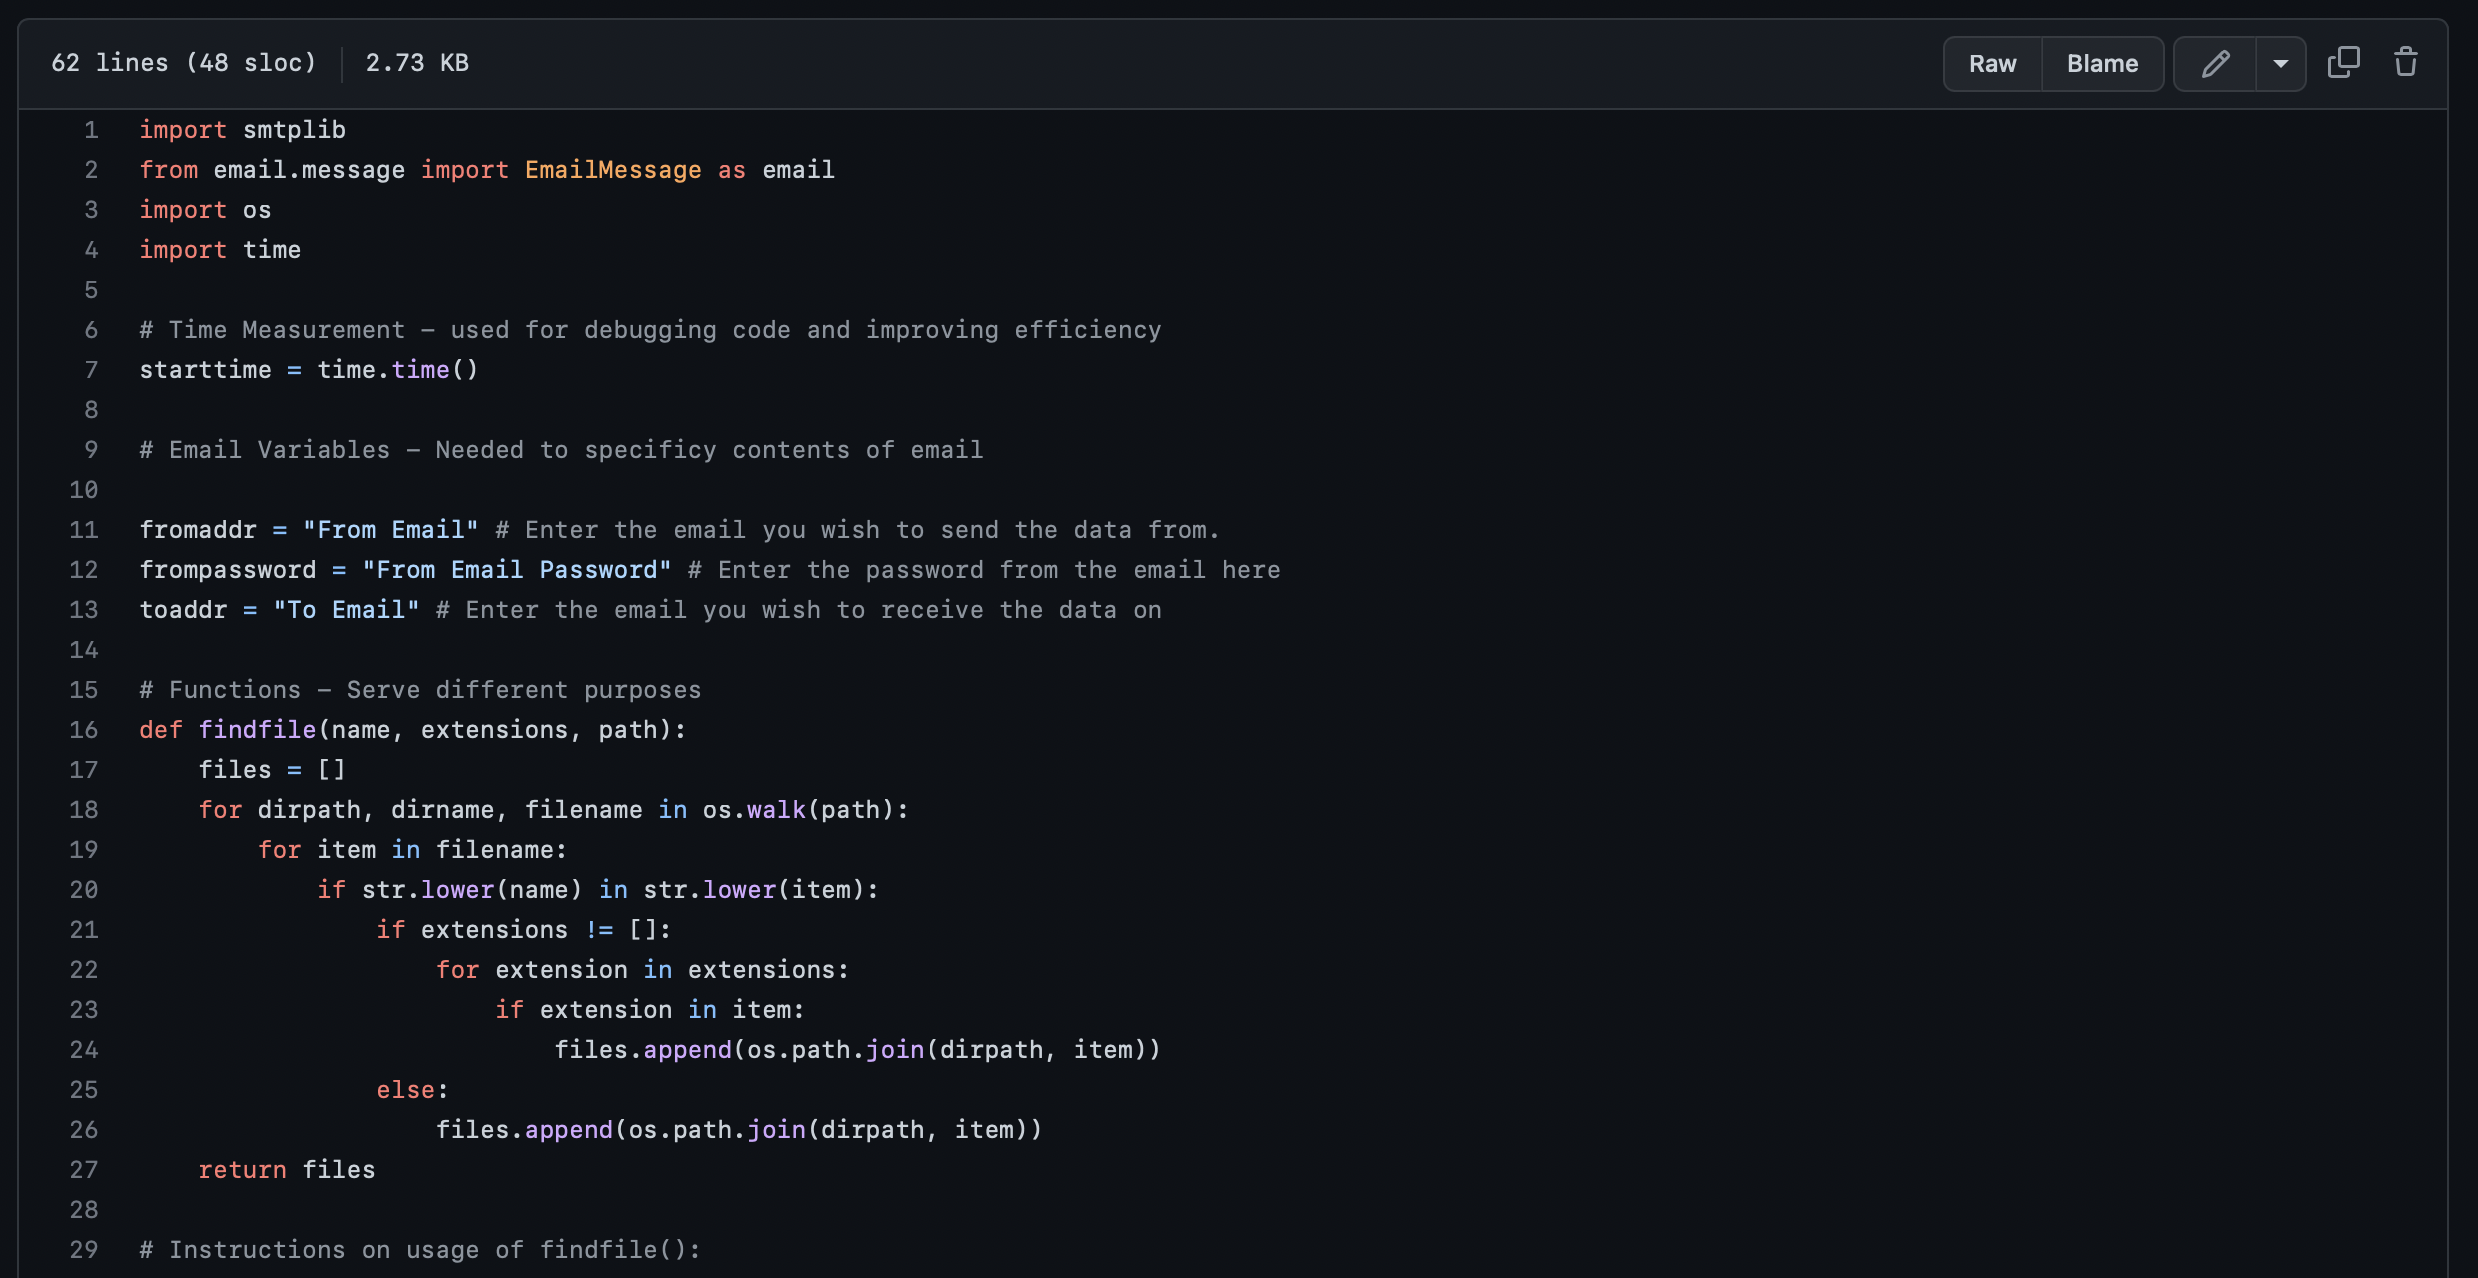 62 lines (48 sloc) 2.73 KB Raw Blame
1 import smtplib
2 from email.message import EmailMessage as email
3 import os
4 import time
5
6 # Time Measurement – used for debugging code and improving efficiency
7 starttime = time.time()
8
9 # Email Variables – Needed to specificy contents of email
10
11 fromaddr = "From Email" # Enter the email you wish to send the data from.
12 frompassword = "From Email Password" # Enter the password from the email here
13 toaddr = "To Email" # Enter the email you wish to receive the data on
14
15 # Functions – Serve different purposes
16 def findfile(name, extensions, path):
17     files = []
18     for dirpath, dirname, filename in os.walk(path):
19         for item in filename:
20             if str.lower(name) in str.lower(item):
21                 if extensions != []:
22                     for extension in extensions:
23                         if extension in item:
24                             files.append(os.path.join(dirpath, item))
25                 else:
26                     files.append(os.path.join(dirpath, item))
27     return files
28
29 # Instructions on usage of findfile():